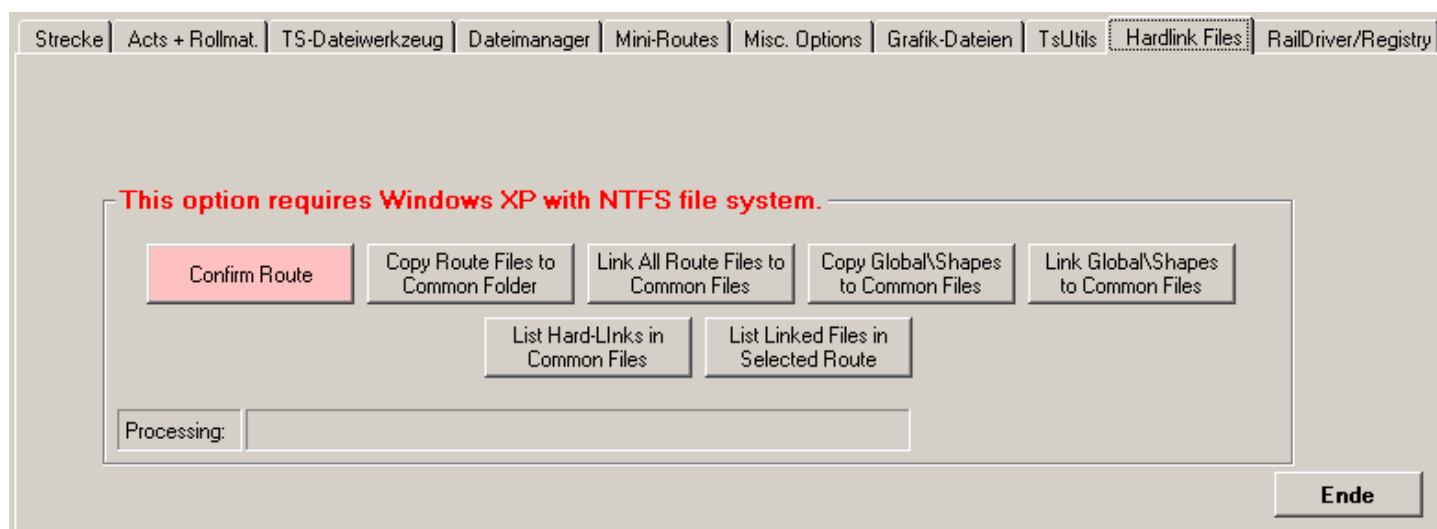 Strecke Acts + Rollmat. TS-Dateiwerkzeug Dateimanager Mini-Routes Misc. Options Grafik-Dateien TsUtils Hardlink Files RailDriver/Registry
This option requires Windows XP with NTFS file system.
Confirm Route
Copy Route Files to
Common Folder
Link All Route Files to
Common Files
Copy Global\Shapes
to Common Files
Link Global\Shapes
to Common Files
List Hard-LInks in
Common Files
List Linked Files in
Selected Route
Processing:
Ende